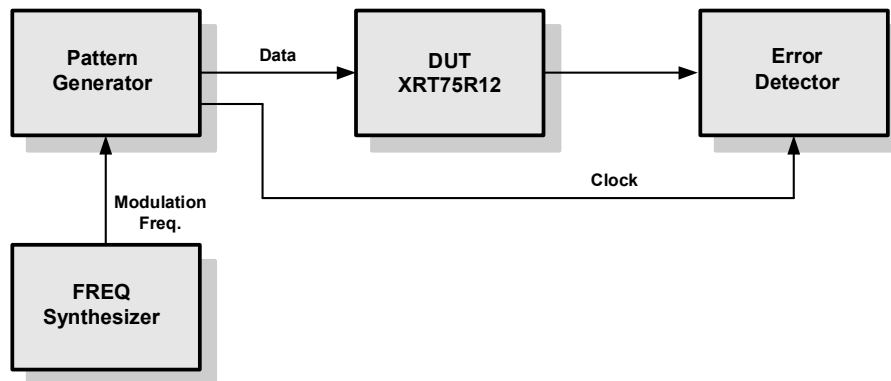 Pattern
Generator
Data
DUT
XRT75R12
Error
Detector
Clock
Modulation
Freq.
FREQ
Synthesizer